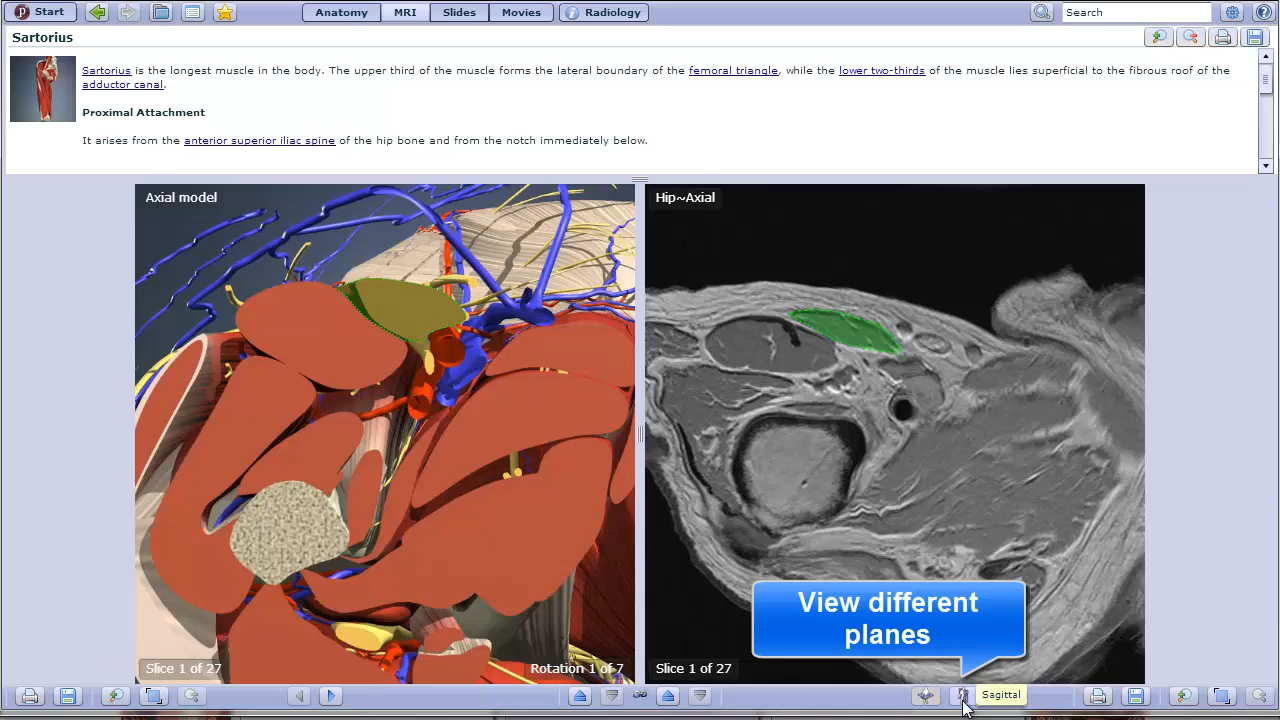 Start
Anatomy MRI Slides Movies Radiology
Search
Sartorius
Sartorius is the longest muscle in the body. The upper third of the muscle forms the lateral boundary of the femoral triangle, while the lower two-thirds of the muscle lies superficial to the fibrous roof of the
adductor canal.
Proximal Attachment
It arises from the anterior superior iliac spine of the hip bone and from the notch immediately below.
Axial model
Hip~Axial
View different
planes
Slice 1 of 27
Rotation 1 of 7
Slice 1 of 27
Sagittal